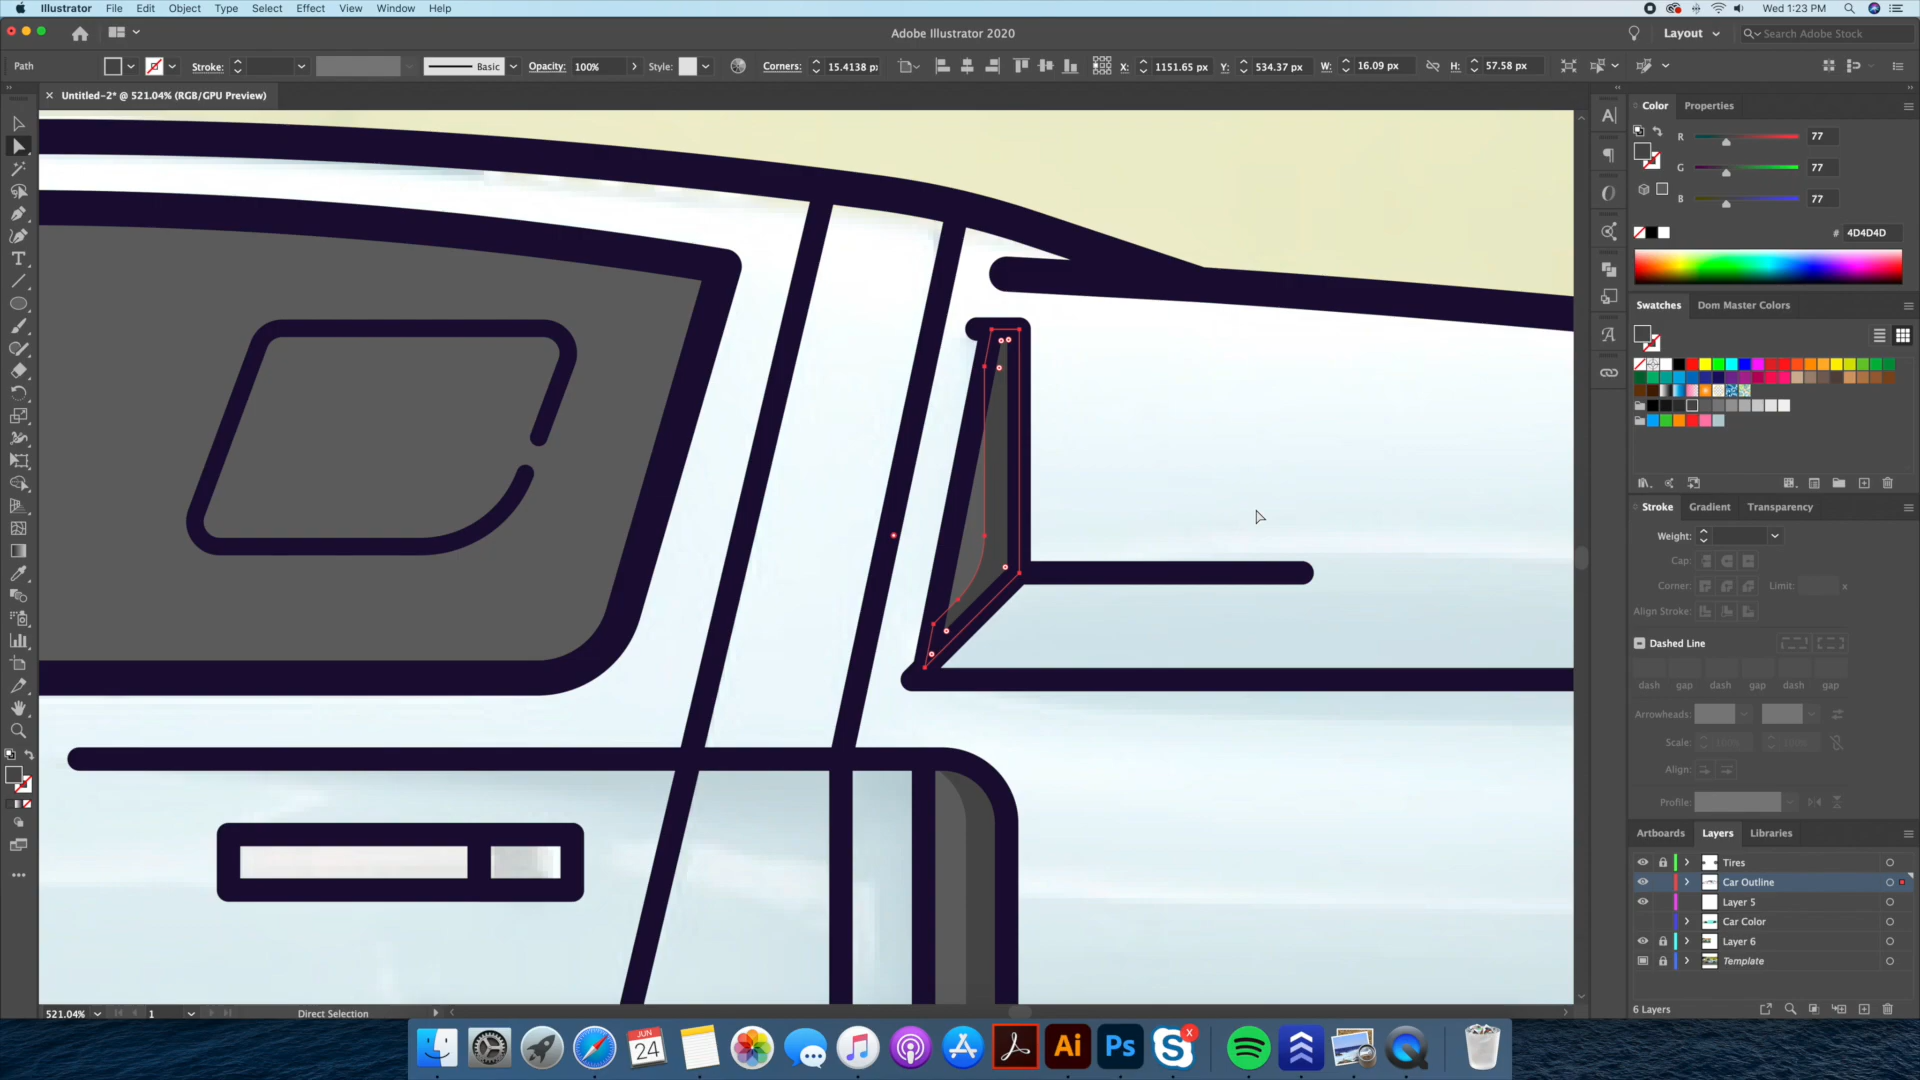 Illustrator File Edit Object Type Select Effect View Window Help Wed 1:23 PM
Adobe Illustrator 2020 Layout Search Adobe Stock
Path Stroke: Basic Opacity: 100% Style: Corners: 15.4138 p X: 1151.65 px Y: 534.37 px W: 16.09 px H: 57.58 px
Untitled-2* @ 521.04% (RGB/GPU Preview)
Color Properties
R 77
G 77
B 77
# 4D4D4D
Swatches Dom Master Colors
Stroke Gradient Transparency
Weight:
Cap:
Corner: Limit: x
Align Stroke:
Dashed Line
dash gap dash gap dash gap
Arrowheads:
Scale: 100% 100%
Align:
Profile:
Artboards Layers Libraries
Tires
Car Outline
Layer 5
Car Color
Layer 6
Template
6 Layers
521.04% 1 Direct Selection
JUN
24
Ai
Ps
S
x